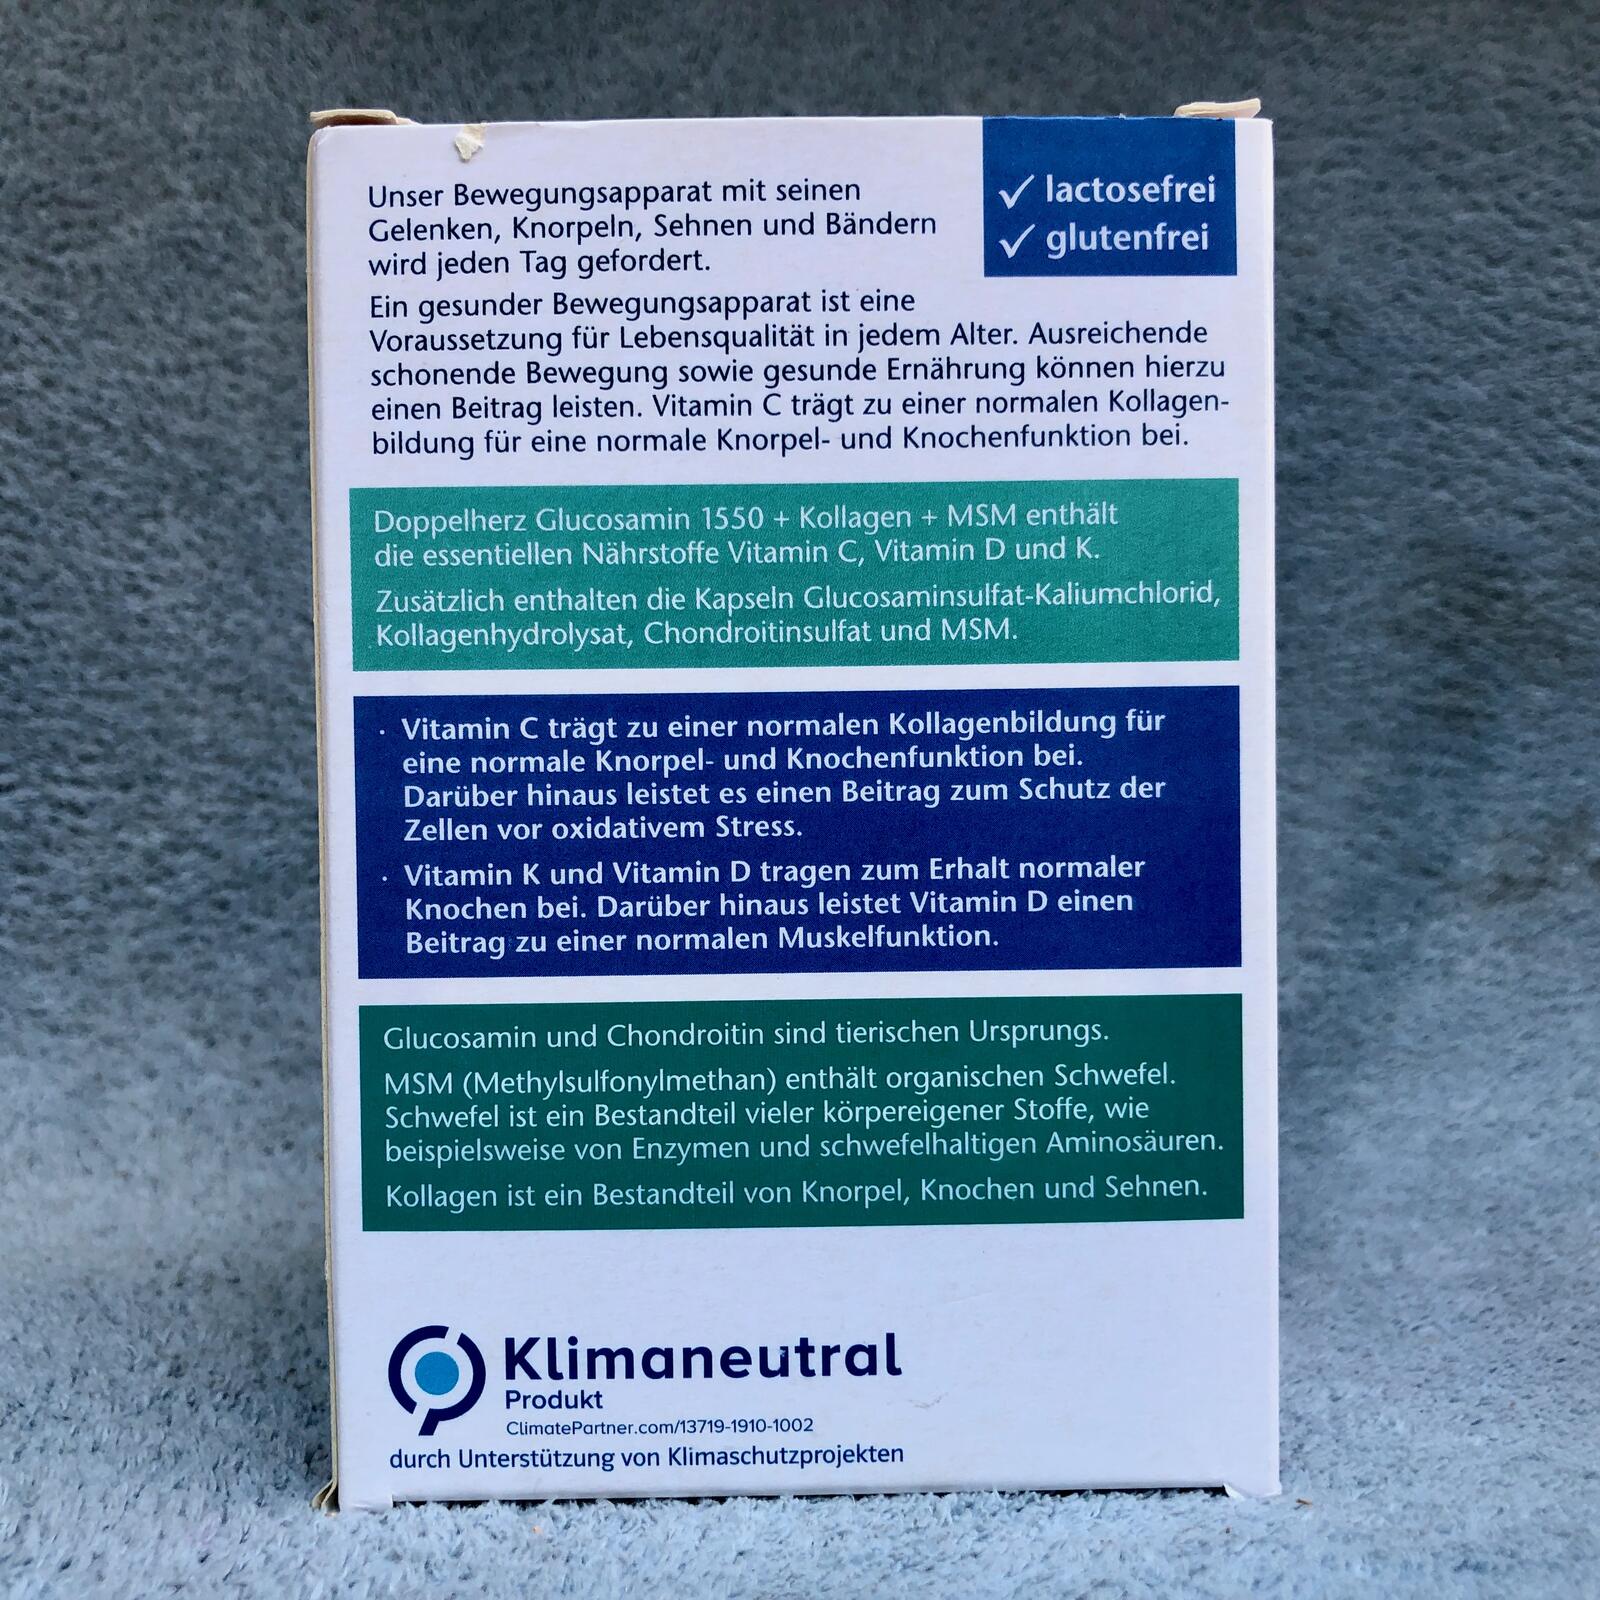 Unser Bewegungsapparat mit seinen
Gelenken, Knorpeln, Sehnen und Bändern
wird jeden Tag gefordert.
✓ lactosefrei
✓ glutenfrei
Ein gesunder Bewegungsapparat ist eine
Voraussetzung für Lebensqualität in jedem Alter. Ausreichende
schonende Bewegung sowie gesunde Ernährung können hierzu
einen Beitrag leisten. Vitamin C trägt zu einer normalen Kollagen-
bildung für eine normale Knorpel- und Knochenfunktion bei.
Doppelherz Glucosamin 1550 + Kollagen + MSM enthält
die essentiellen Nährstoffe Vitamin C, Vitamin D und K.
Zusätzlich enthalten die Kapseln Glucosaminsulfat-Kaliumchlorid,
Kollagenhydrolysat, Chondroitinsulfat und MSM.
· Vitamin C trägt zu einer normalen Kollagenbildung für
eine normale Knorpel- und Knochenfunktion bei.
Darüber hinaus leistet es einen Beitrag zum Schutz der
Zellen vor oxidativem Stress.
· Vitamin K und Vitamin D tragen zum Erhalt normaler
Knochen bei. Darüber hinaus leistet Vitamin D einen
Beitrag zu einer normalen Muskelfunktion.
Glucosamin und Chondroitin sind tierischen Ursprungs.
MSM (Methylsulfonylmethan) enthält organischen Schwefel.
Schwefel ist ein Bestandteil vieler körpereigener Stoffe, wie
beispielsweise von Enzymen und schwefelhaltigen Aminosäuren.
Kollagen ist ein Bestandteil von Knorpel, Knochen und Sehnen.
Klimaneutral
Produkt
ClimatePartner.com/13719-1910-1002
durch Unterstützung von Klimaschutzprojekten